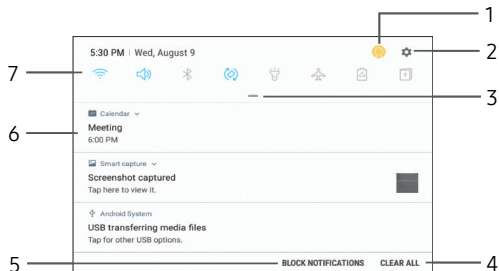 1
5:30 PM | Wed, August 9
2
7
3
Calendar
6
Meeting
6:00 PM
Smart capture
Screenshot captured
Tap here to view it.
Android System
USB transferring media files
Tap for other USB options.
5
BLOCK NOTIFICATIONS CLEAR ALL
4